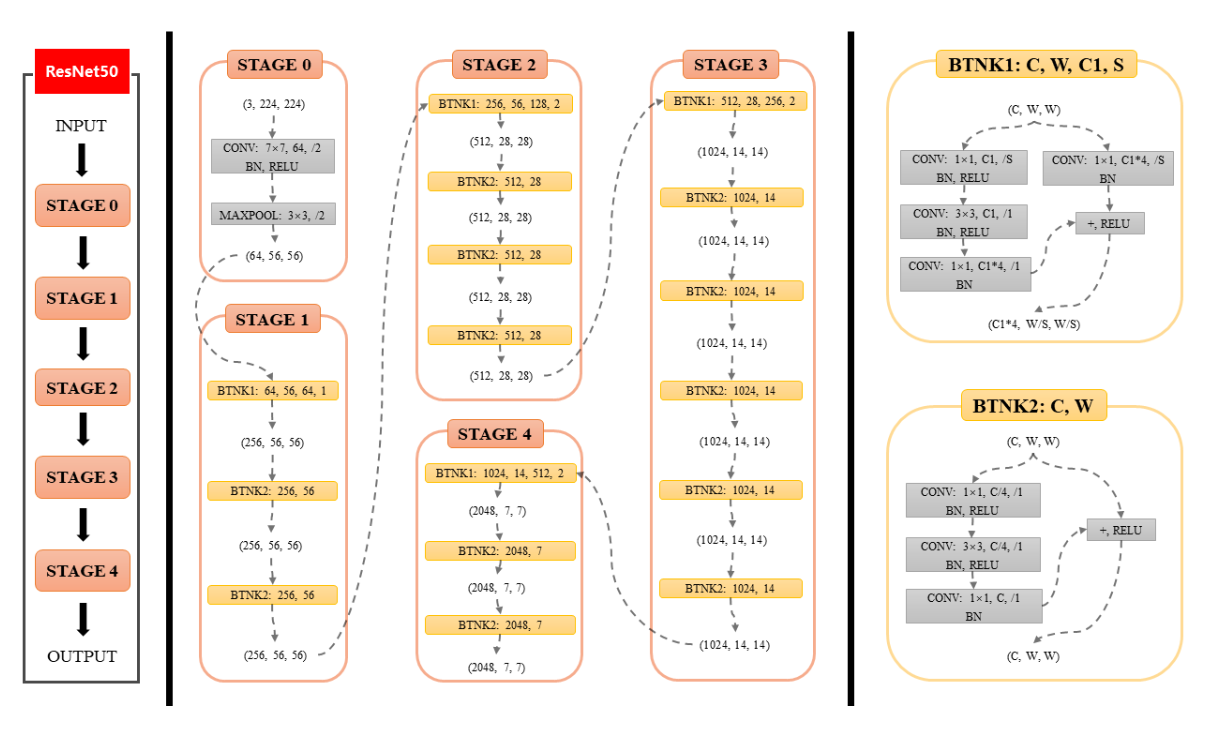 ResNet50
INPUT
STAGE 0
STAGE 1
STAGE 2
STAGE 3
STAGE 4
OUTPUT
STAGE 0
(3, 224, 224)
CONV: 7×7, 64, /2
BN, RELU
MAXPOOL: 3×3, /2
(64, 56, 56)
STAGE 1
BTNK1: 64, 56, 64, 1
(256, 56, 56)
BTNK2: 256, 56
(256, 56, 56)
BTNK2: 256, 56
(256, 56, 56)
STAGE 2
BTNK1: 256, 56, 128, 2
(512, 28, 28)
BTNK2: 512, 28
(512, 28, 28)
BTNK2: 512, 28
(512, 28, 28)
BTNK2: 512, 28
(512, 28, 28)
STAGE 3
BTNK1: 512, 28, 256, 2
(1024, 14, 14)
BTNK2: 1024, 14
(1024, 14, 14)
BTNK2: 1024, 14
(1024, 14, 14)
BTNK2: 1024, 14
(1024, 14, 14)
BTNK2: 1024, 14
(1024, 14, 14)
BTNK2: 1024, 14
(1024, 14, 14)
STAGE 4
BTNK1: 1024, 14, 512, 2
(2048, 7, 7)
BTNK2: 2048, 7
(2048, 7, 7)
BTNK2: 2048, 7
(2048, 7, 7)
BTNK1: C, W, C1, S
(C, W, W)
CONV: 1×1, C1, /S
BN, RELU
CONV: 3×3, C1, /1
BN, RELU
CONV: 1×1, C1*4, /1
BN
CONV: 1×1, C1*4, /S
BN
+, RELU
(C1*4, W/S, W/S)
BTNK2: C, W
(C, W, W)
CONV: 1×1, C/4, /1
BN, RELU
CONV: 3×3, C/4, /1
BN, RELU
CONV: 1×1, C, /1
BN
+, RELU
(C, W, W)